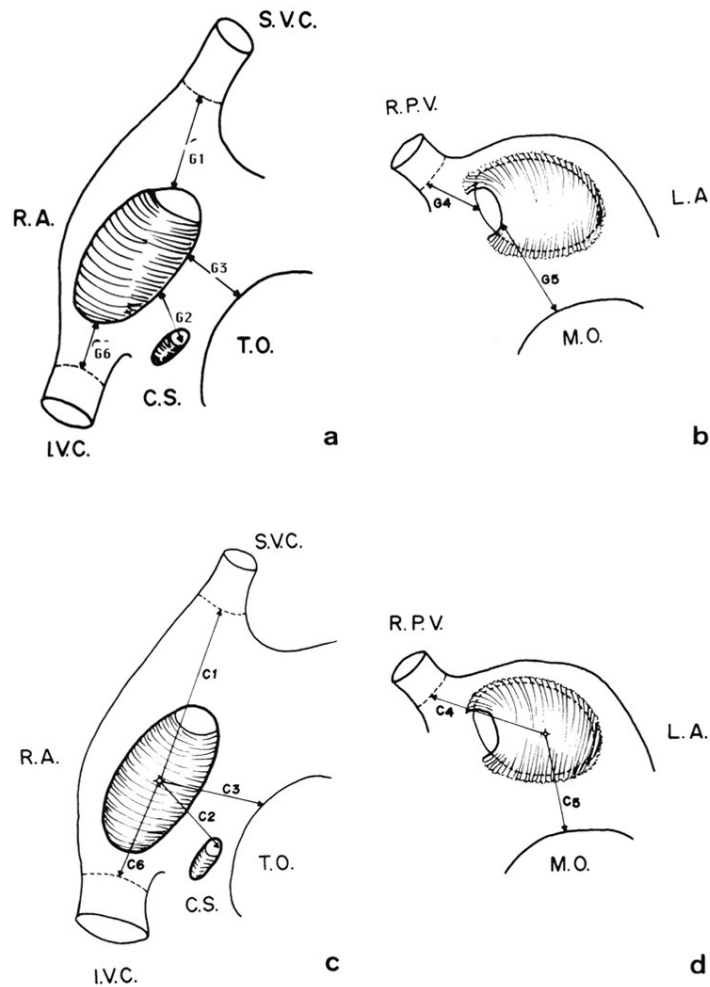 S.V.C.
G1
R.A.
G3
G2
G6
T.O.
C.S.
I.V.C.
a
R.P.V.
L.A
G4
G5
M.O.
b
S.V.C.
C1
R.A.
C3
C2
C6
T.O.
C.S.
I.V.C.
c
R.P.V.
C4
L.A.
C5
M.O.
d